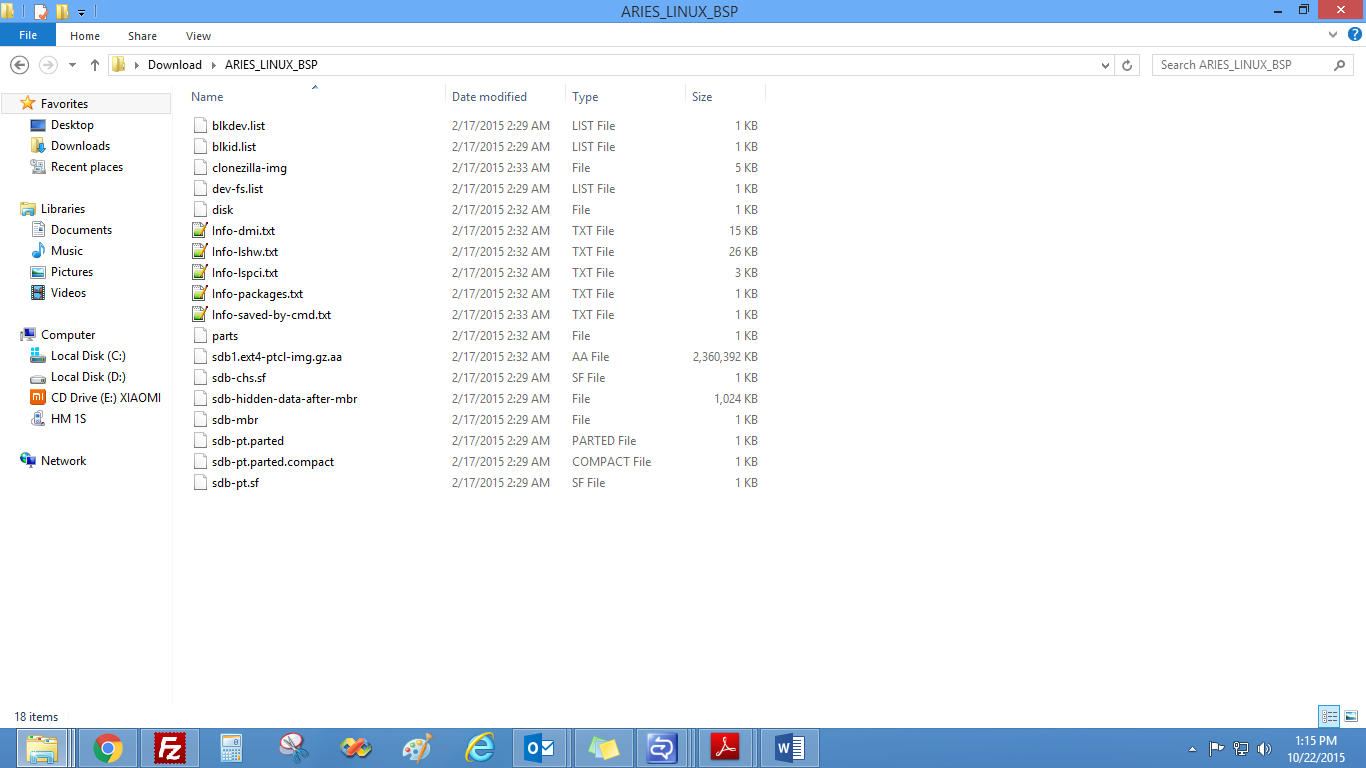 ARIES_LINUX_BSP
File Home Share View
Download ARIES_LINUX_BSP Search ARIES_LINUX_BSP
Name Date modified Type Size
Favorites
Desktop
Downloads
Recent places
Libraries
Documents
Music
Pictures
Videos
Computer
Local Disk (C:)
Local Disk (D:)
CD Drive (E:) XIAOMI
HM 1S
Network
blkdev.list 2/17/2015 2:29 AM LIST File 1 KB
blkid.list 2/17/2015 2:29 AM LIST File 1 KB
clonezilla-img 2/17/2015 2:33 AM File 5 KB
dev-fs.list 2/17/2015 2:29 AM LIST File 1 KB
disk 2/17/2015 2:32 AM File 1 KB
Info-dmi.txt 2/17/2015 2:32 AM TXT File 15 KB
Info-lshw.txt 2/17/2015 2:32 AM TXT File 26 KB
Info-lspci.txt 2/17/2015 2:32 AM TXT File 3 KB
Info-packages.txt 2/17/2015 2:32 AM TXT File 1 KB
Info-saved-by-cmd.txt 2/17/2015 2:33 AM TXT File 1 KB
parts 2/17/2015 2:32 AM File 1 KB
sdb1.ext4-ptcl-img.gz.aa 2/17/2015 2:32 AM AA File 2,360,392 KB
sdb-chs.sf 2/17/2015 2:29 AM SF File 1 KB
sdb-hidden-data-after-mbr 2/17/2015 2:29 AM File 1,024 KB
sdb-mbr 2/17/2015 2:29 AM File 1 KB
sdb-pt.parted 2/17/2015 2:29 AM PARTED File 1 KB
sdb-pt.parted.compact 2/17/2015 2:29 AM COMPACT File 1 KB
sdb-pt.sf 2/17/2015 2:29 AM SF File 1 KB
18 items
1:15 PM
10/22/2015